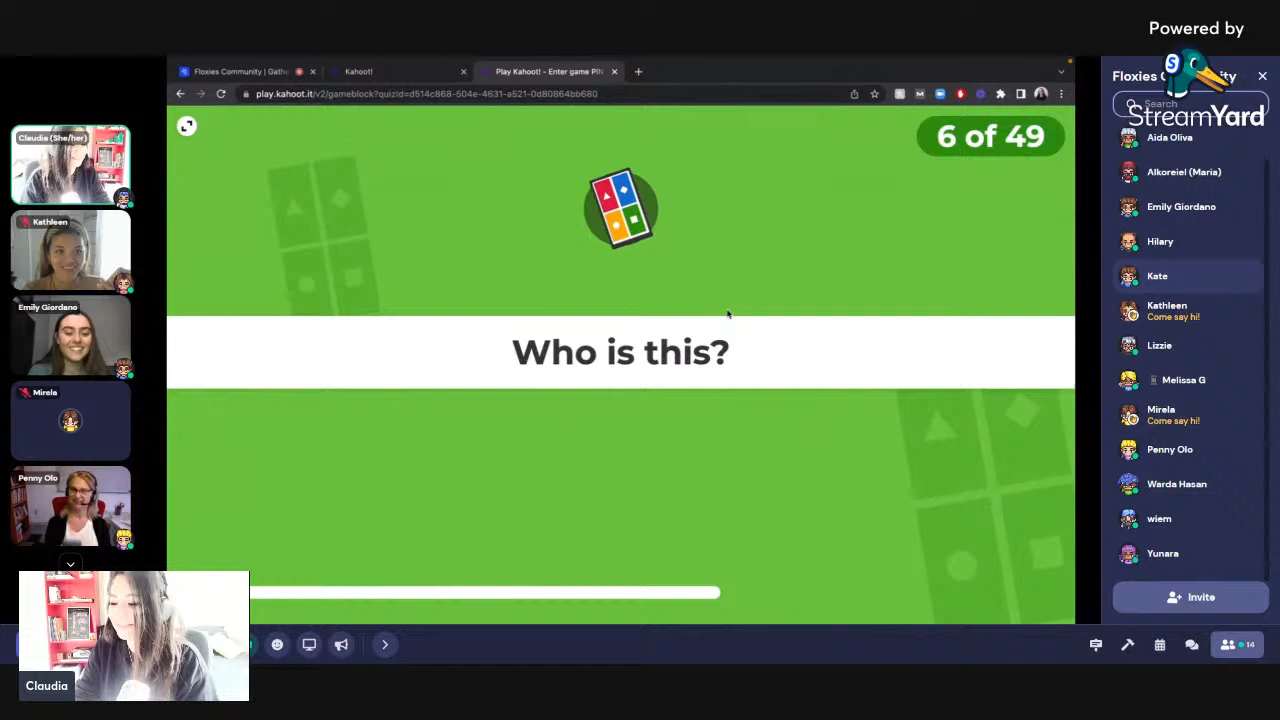 Powered by
StreamYard
Floxies Community | Gathe
Kahoot!
Play Kahoot! - Enter game PIN
play.kahoot.it/v2/gameblock?quizId=d514c868-504e-4631-a521-0d80864bb680
6 of 49
Who is this?
Claudia (She/her)
Kathleen
Emily Giordano
Mirela
Penny Olo
Claudia
Search
Aida Oliva
Alkoreiel (Maria)
Emily Giordano
Hilary
Kate
Kathleen
Come say hi!
Lizzie
Melissa G
Mirela
Come say hi!
Penny Olo
Warda Hasan
wiem
Yunara
Invite
14